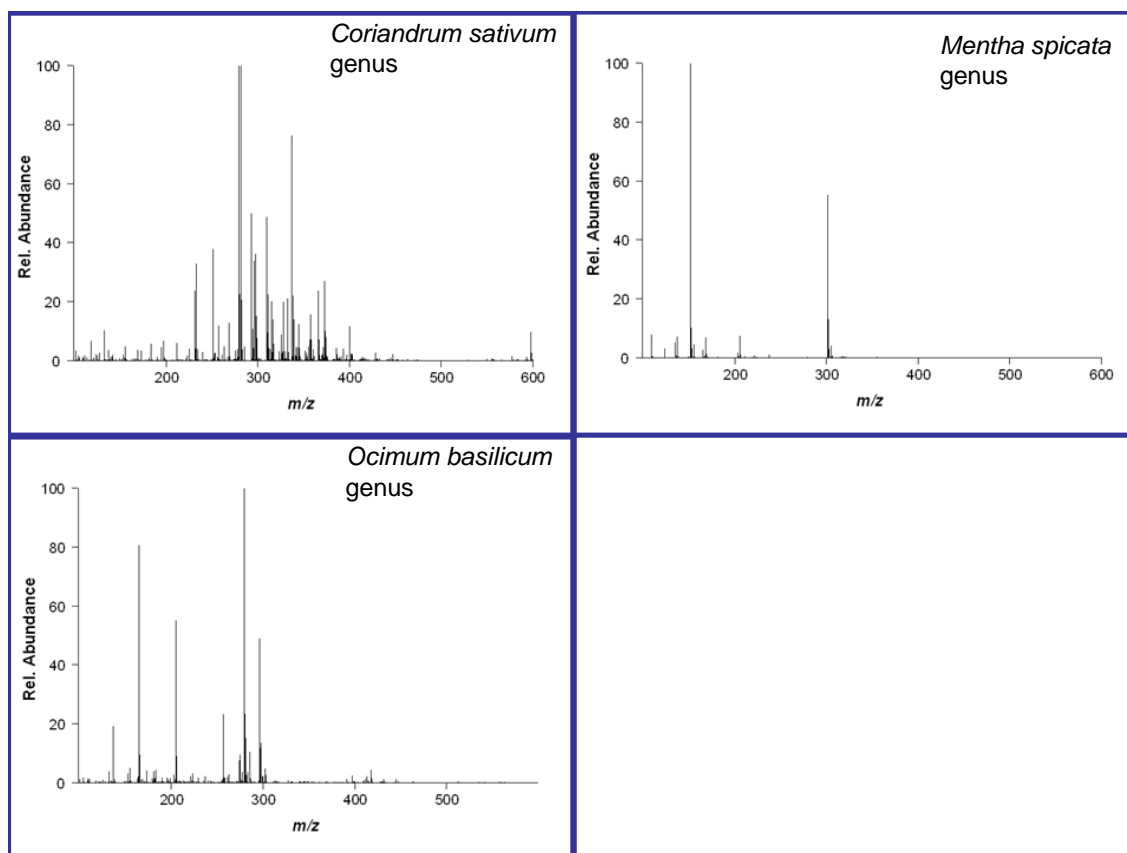 Coriandrum sativum
genus
100
80
60
40
20
0
Rel. Abundance
200 300 400 500 600
m/z
Mentha spicata
genus
100
80
60
40
20
0
Rel. Abundance
200 300 400 500 600
m/z
Ocimum basilicum
genus
100
80
60
40
20
0
Rel. Abundance
200 300 400 500
m/z